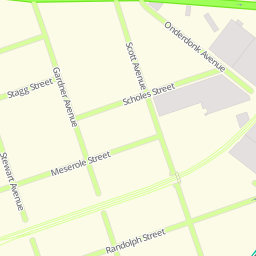 Onderdonk Avenue
Scott Avenue
Stagg Street
Gardner Avenue
Scholes Street
Meserole Street
Stewart Avenue
Randolph Street